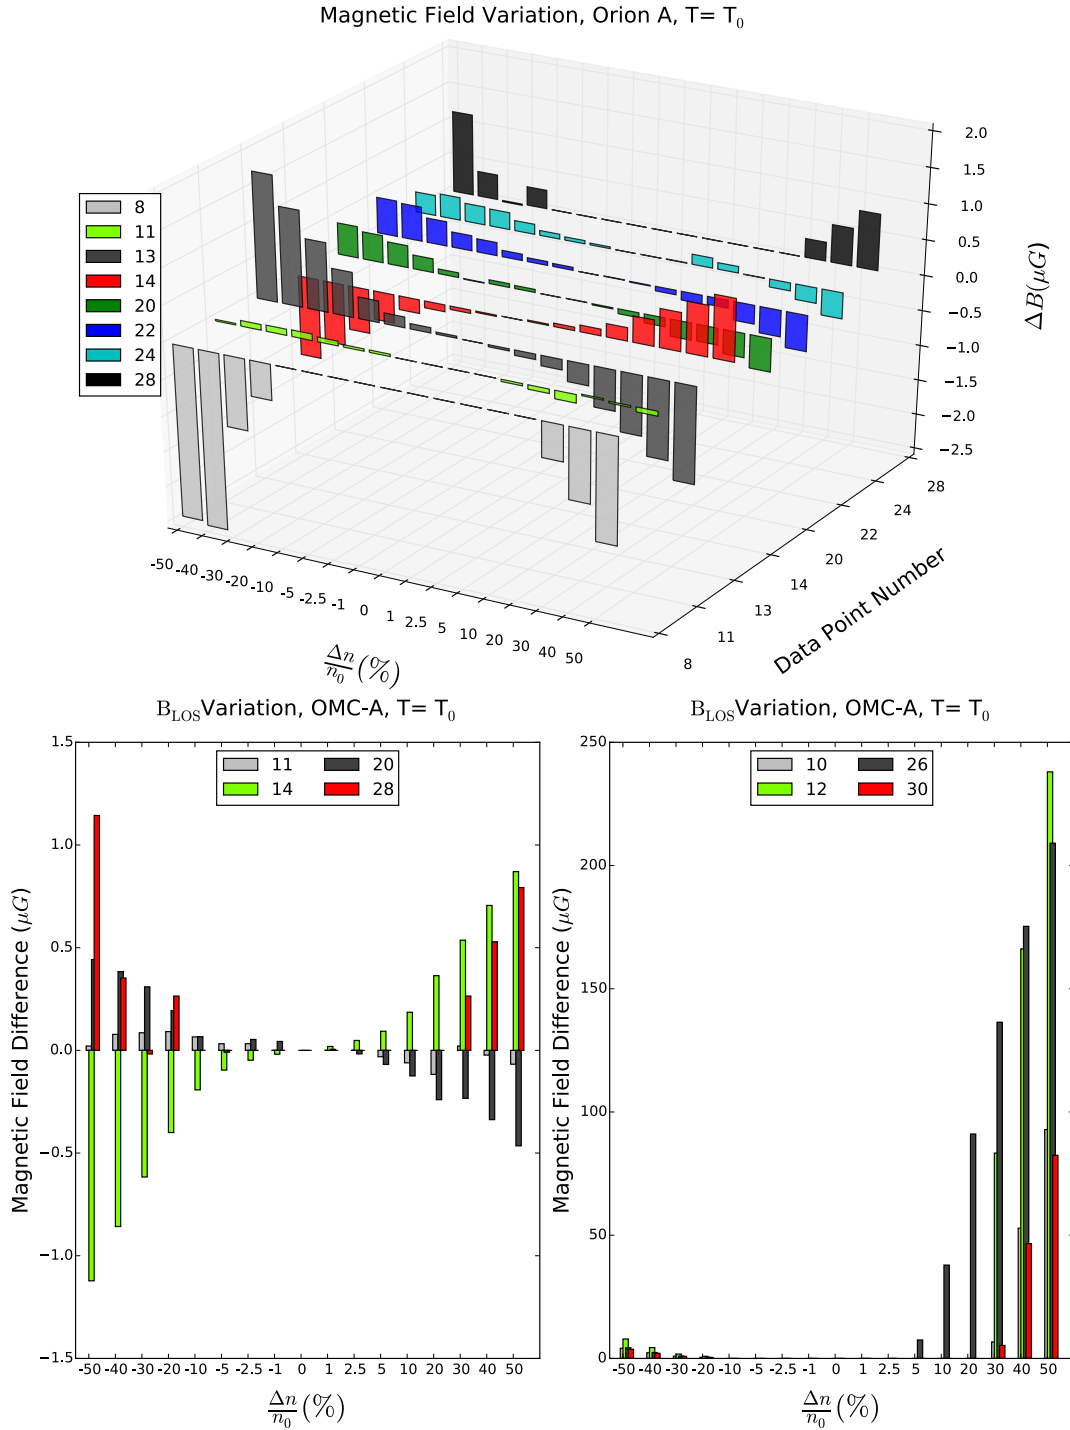 Magnetic Field Variation, Orion A, T= T₀
8
11
13
14
20
22
24
28
2.0
1.5
1.0
0.5
0.0
−0.5
−1.0
−1.5
−2.0
−2.5
ΔB(μG)
-50 -40 -30 -20 -10 -5 -2.5 -1 0 1 2.5 5 10 20 30 40 50
Δn/n₀(%)
8 11 13 14 20 22 24 28
Data Point Number
B_LOS Variation, OMC-A, T= T₀
11 20
14 28
1.5
1.0
0.5
0.0
−0.5
−1.0
−1.5
Magnetic Field Difference (μG)
-50 -40 -30 -20 -10 -5 -2.5 -1 0 1 2.5 5 10 20 30 40 50
Δn/n₀(%)
B_LOS Variation, OMC-A, T= T₀
10 26
12 30
250
200
150
100
50
0
Magnetic Field Difference (μG)
-50 -40 -30 -20 -10 -5 -2.5 -1 0 1 2.5 5 10 20 30 40 50
Δn/n₀(%)